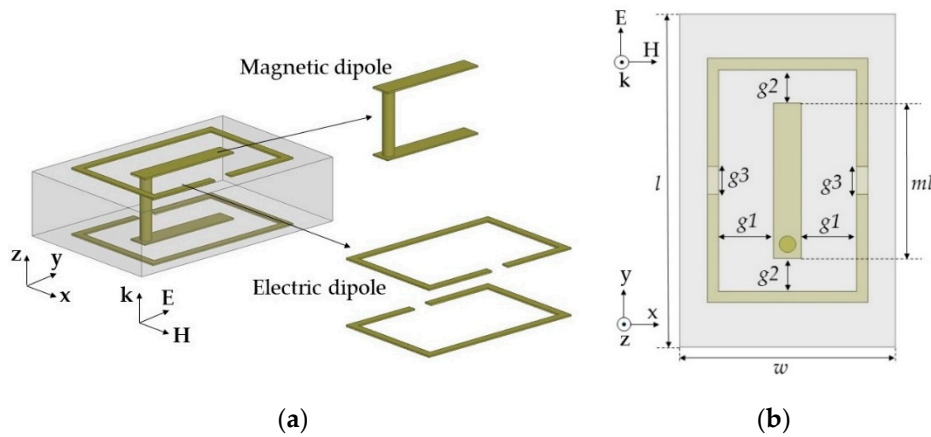 Magnetic dipole
Electric dipole
z
y
x
k
E
H
(a)
E
H
k
g2
l
g3
g3
ml
g1
g1
g2
y
x
z
w
(b)